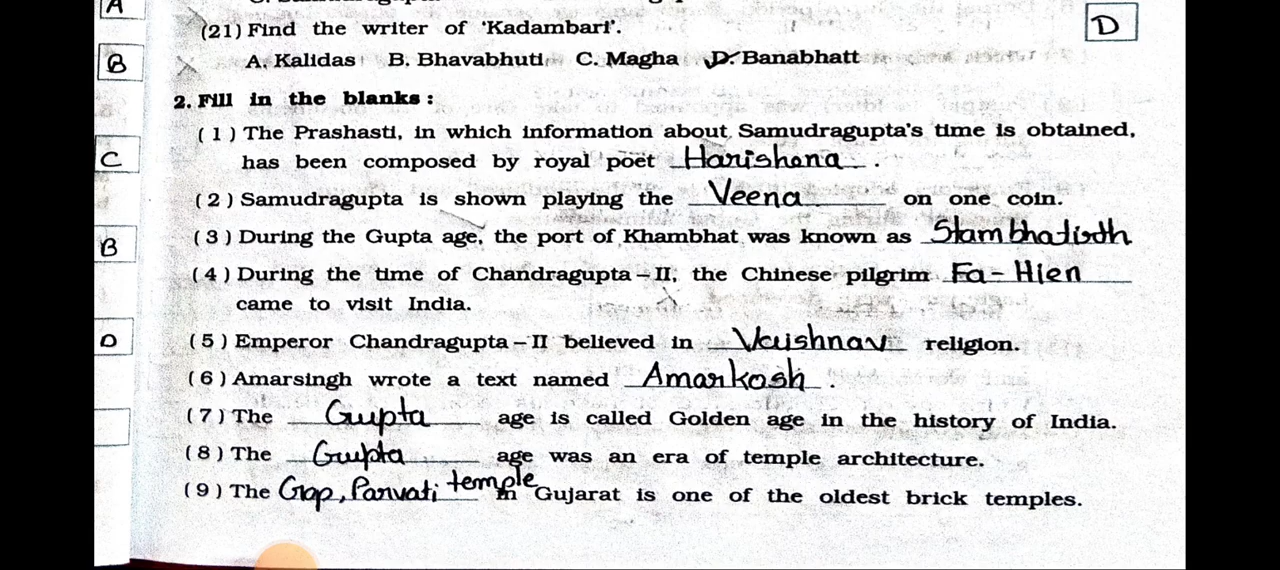 A
(21) Find the writer of 'Kadambari'.
D
B
A. Kalidas B. Bhavabhuti C. Magha D. Banabhatt
2. Fill in the blanks :
(1) The Prashasti, in which information about Samudragupta's time is obtained,
C
has been composed by royal poet Harishena.
(2) Samudragupta is shown playing the Veena on one coin.
B
(3) During the Gupta age, the port of Khambhat was known as Stambhatirth
(4) During the time of Chandragupta-II, the Chinese pilgrim Fa-Hien
came to visit India.
D
(5) Emperor Chandragupta-II believed in Vaishnav religion.
(6) Amarsingh wrote a text named Amarkosh.
(7) The Gupta age is called Golden age in the history of India.
(8) The Gupta age was an era of temple architecture.
(9) The Gop, Parvati temple in Gujarat is one of the oldest brick temples.